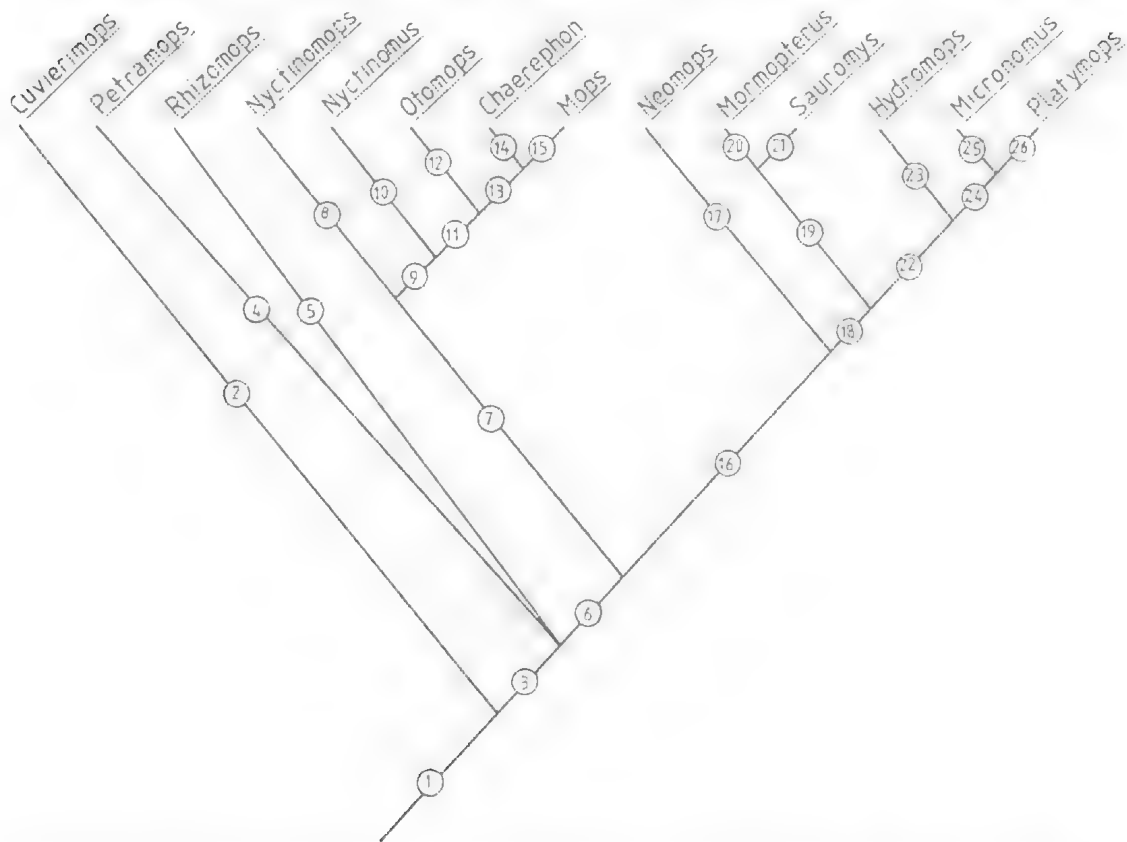 Cuvierimops
Petramops
Rhizomops
Nyctinomops
Nyctinomus
Otomops
Chaerephon
Mops
Neomops
Mormopterus
Sauromys
Hydromops
Micronomus
Platymops
14
15
20
21
25
26
12
23
10
13
24
8
17
11
19
9
22
4
5
18
2
7
16
6
3
1